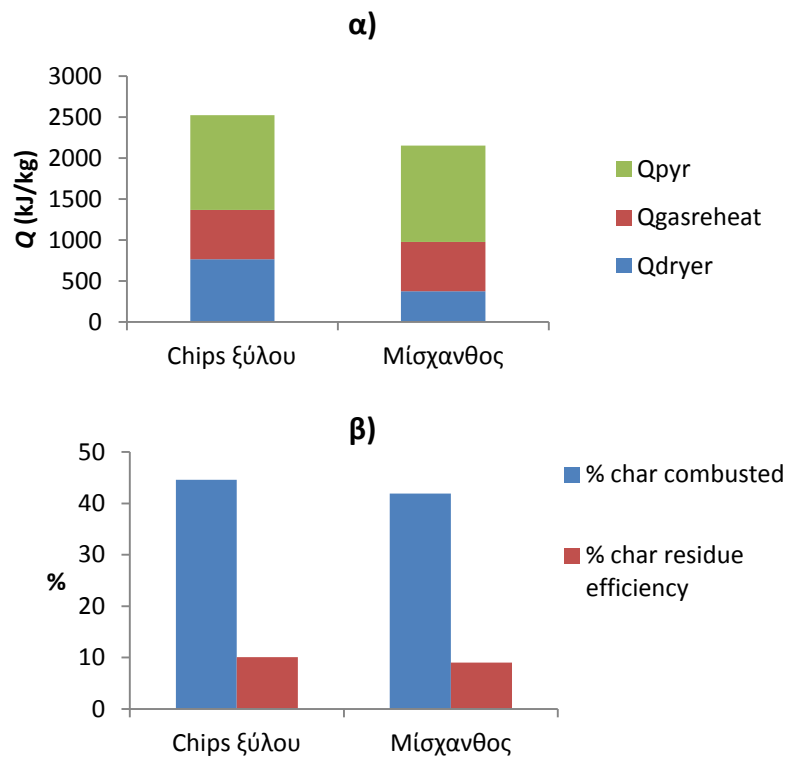 α)
Q (kJ/kg)
3000
2500
2000
1500
1000
500
0
Chips ξύλου
Μίσχανθος
Qpyr
Qgasreheat
Qdryer
β)
%
50
40
30
20
10
0
Chips ξύλου
Μίσχανθος
% char combusted
% char residue
efficiency